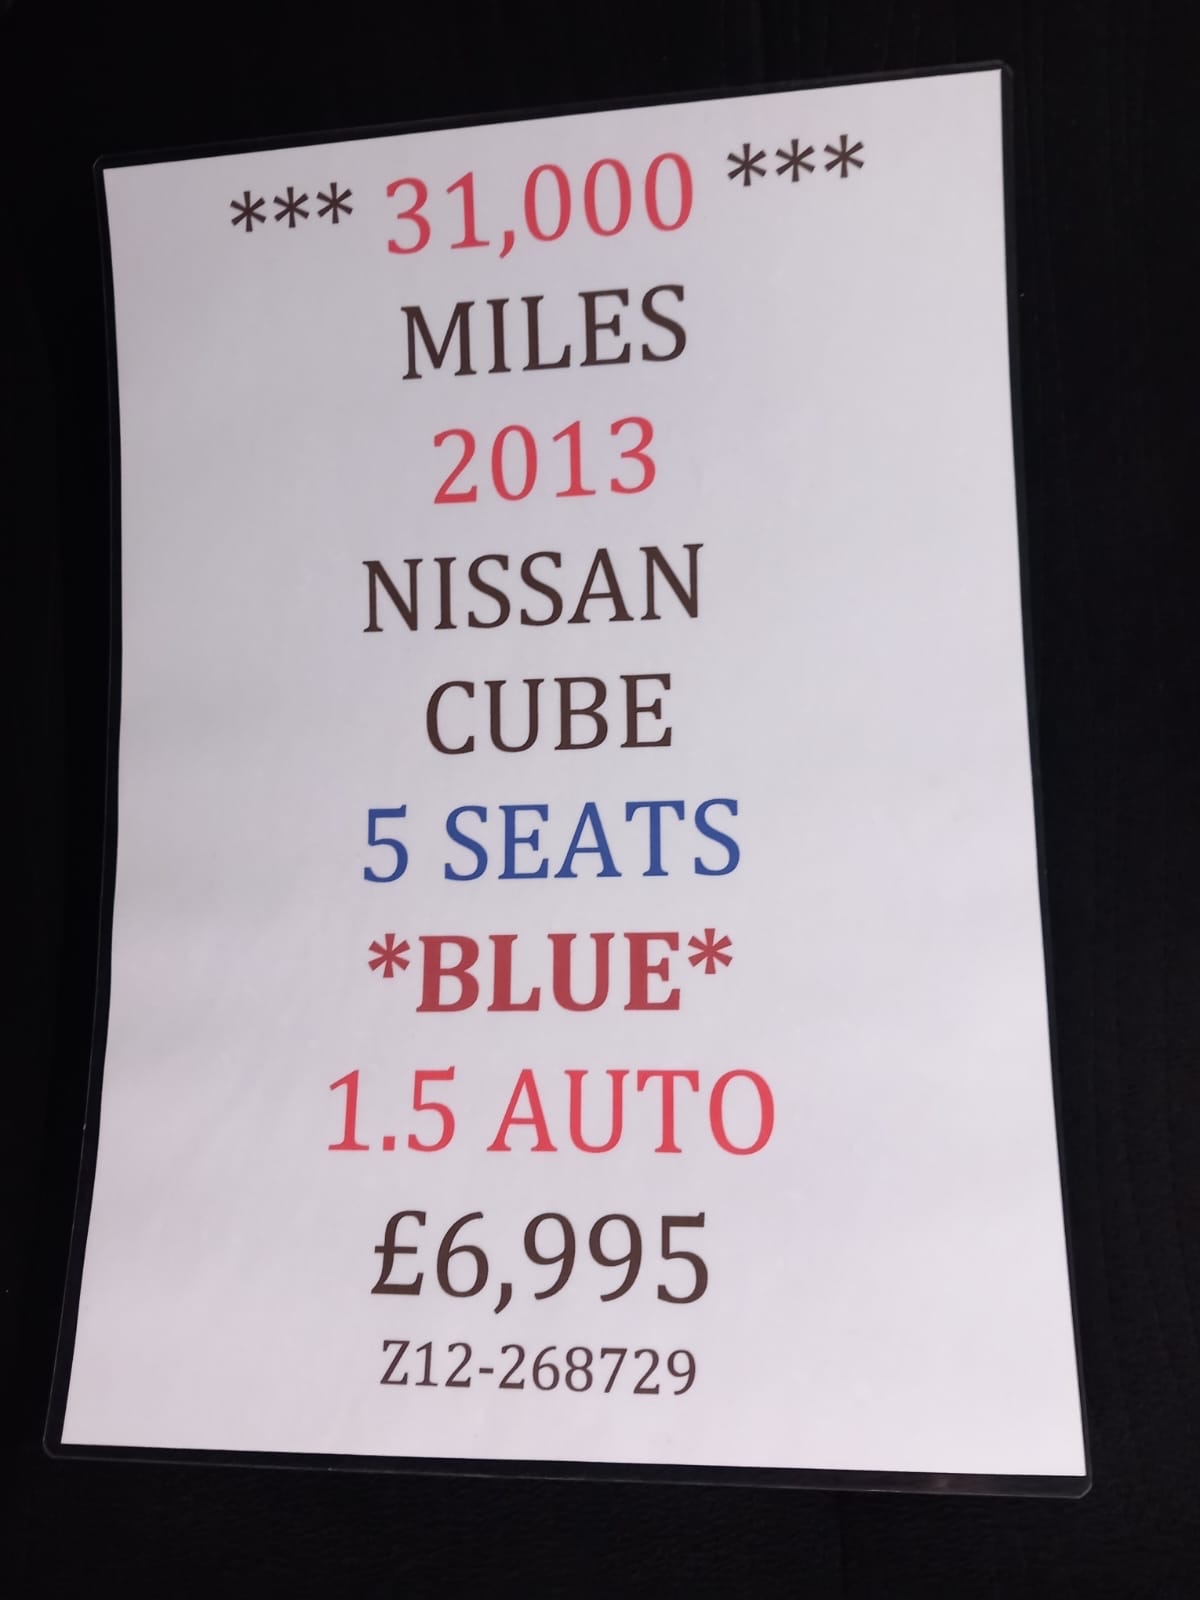 *** 31,000 ***
MILES
2013
NISSAN
CUBE
5 SEATS
*BLUE*
1.5 AUTO
£6,995
Z12-268729